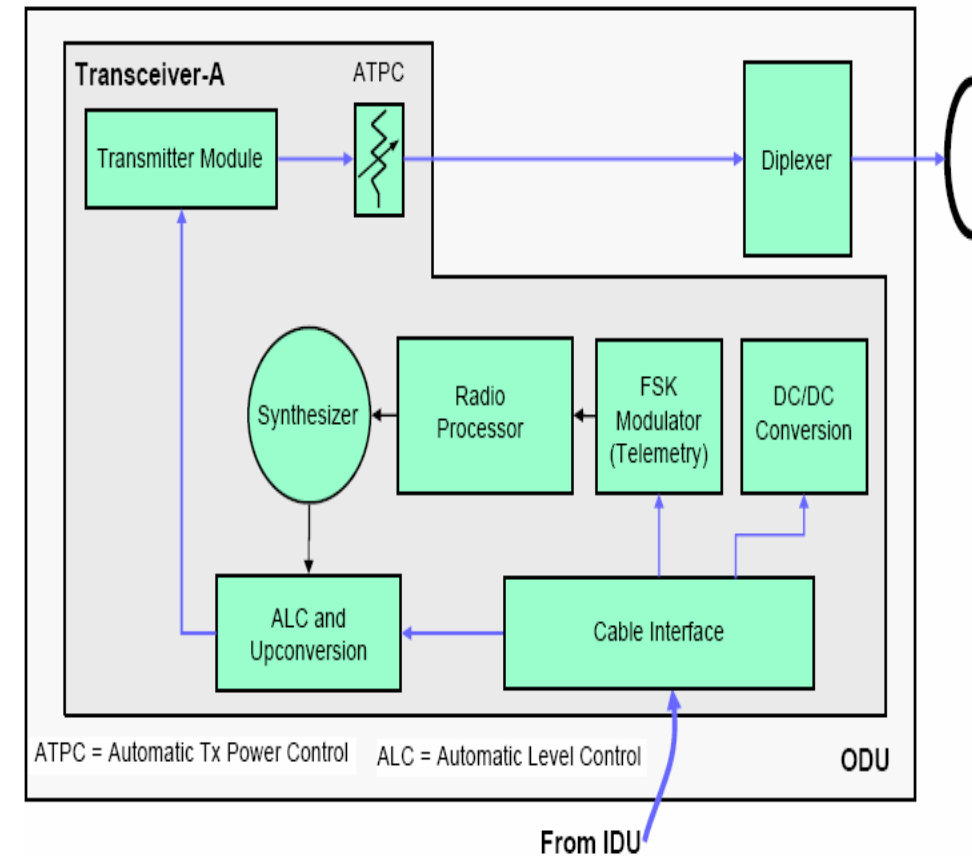 Transceiver-A
ATPC
Transmitter Module
Diplexer
Synthesizer
Radio
Processor
FSK
Modulator
(Telemetry)
DC/DC
Conversion
ALC and
Upconversion
Cable Interface
ATPC = Automatic Tx Power Control
ALC = Automatic Level Control
ODU
From IDU